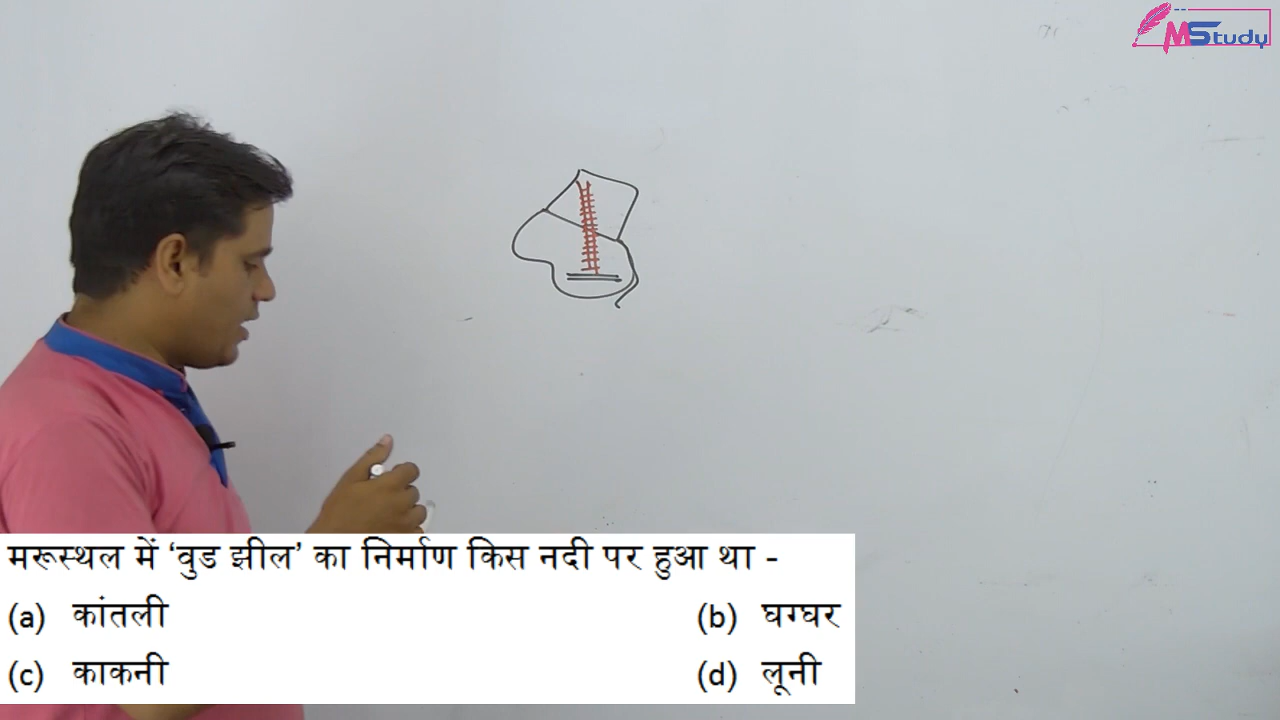 MStudy
मरूस्थल में ‘वुड झील’ का निर्माण किस नदी पर हुआ था -
(a) कांतली (b) घग्घर
(c) काकनी (d) लूनी